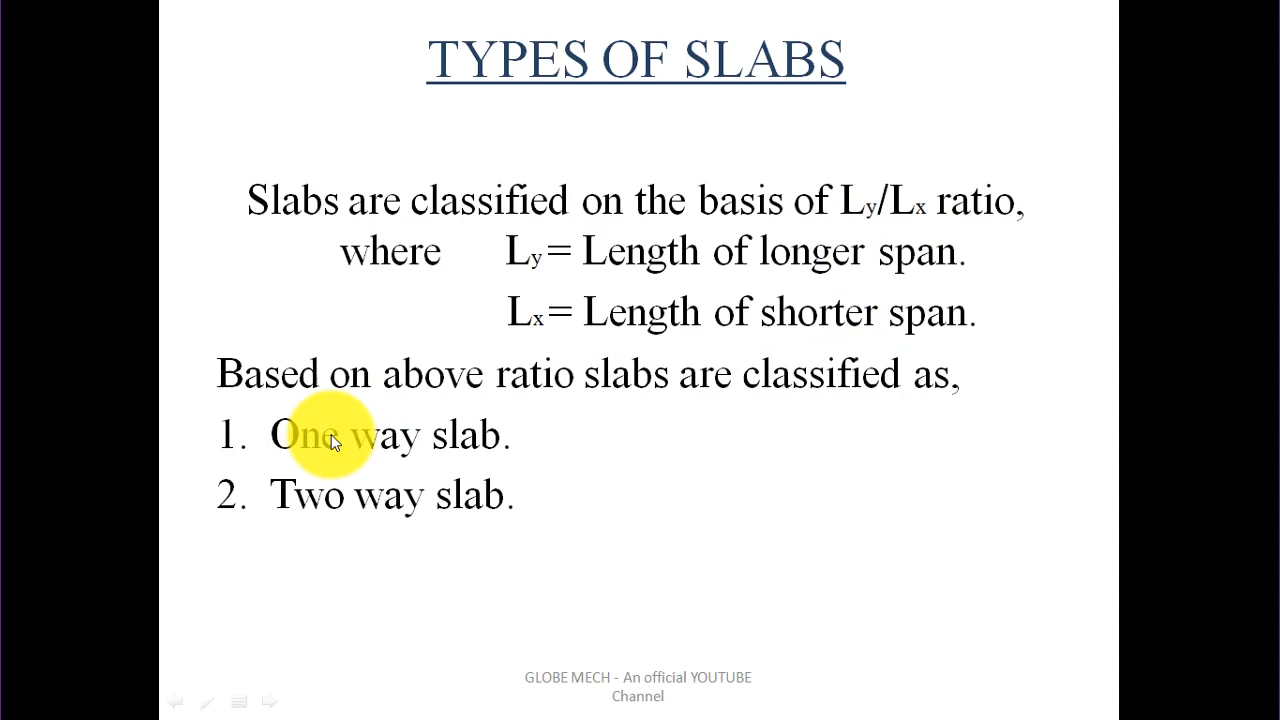 TYPES OF SLABS
Slabs are classified on the basis of Ly/Lx ratio,
where Ly = Length of longer span.
Lx = Length of shorter span.
Based on above ratio slabs are classified as,
1. One way slab.
2. Two way slab.
GLOBE MECH - An official YOUTUBE
Channel